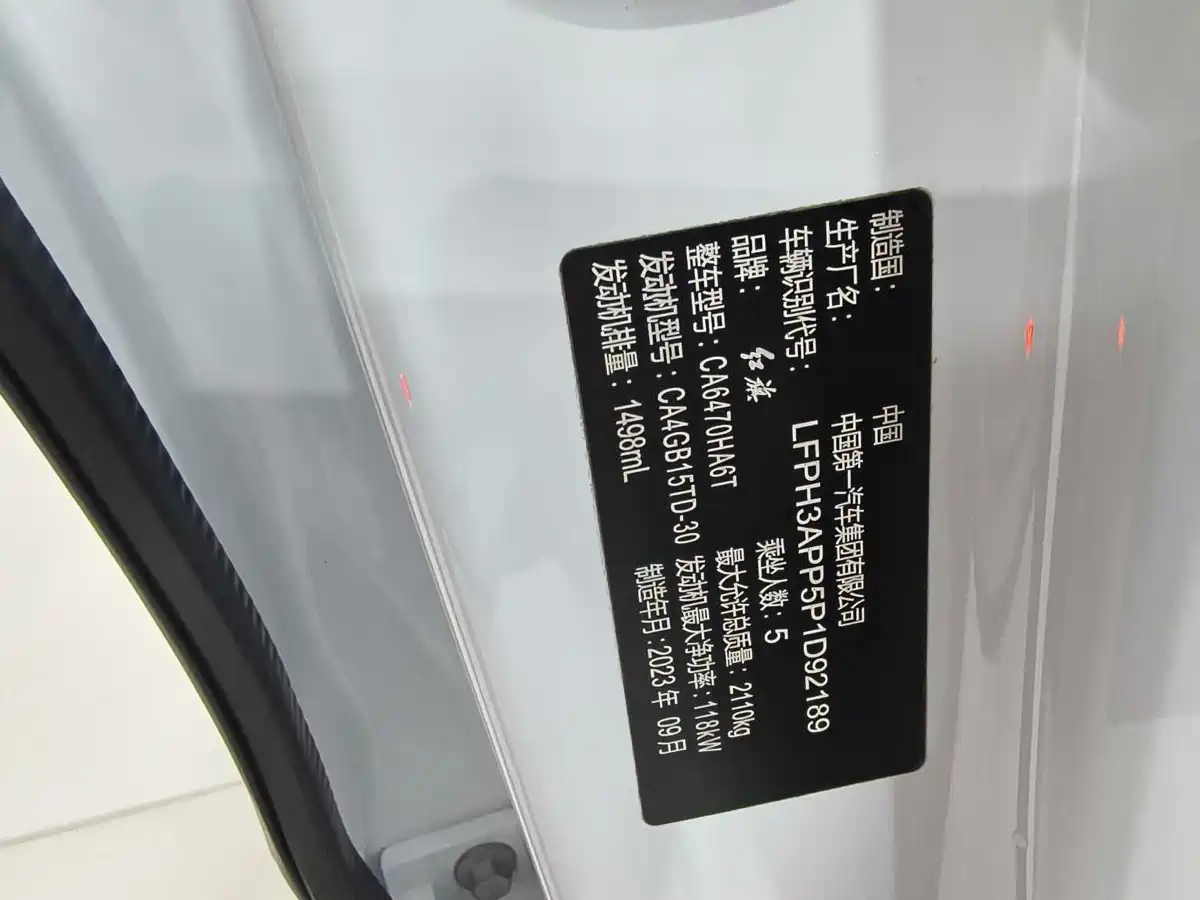 制造国: 中国
生产厂名: 中国第一汽车集团有限公司
车辆识别代号: LFPH3APP5P1D92189
品牌: 红旗 乘坐人数: 5
整车型号: CA6470HA6T 最大允许总质量: 2110kg
发动机型号: CA4GB15TD-30 发动机最大净功率: 118kW
发动机排量: 1498mL 制造年月: 2023年 09月